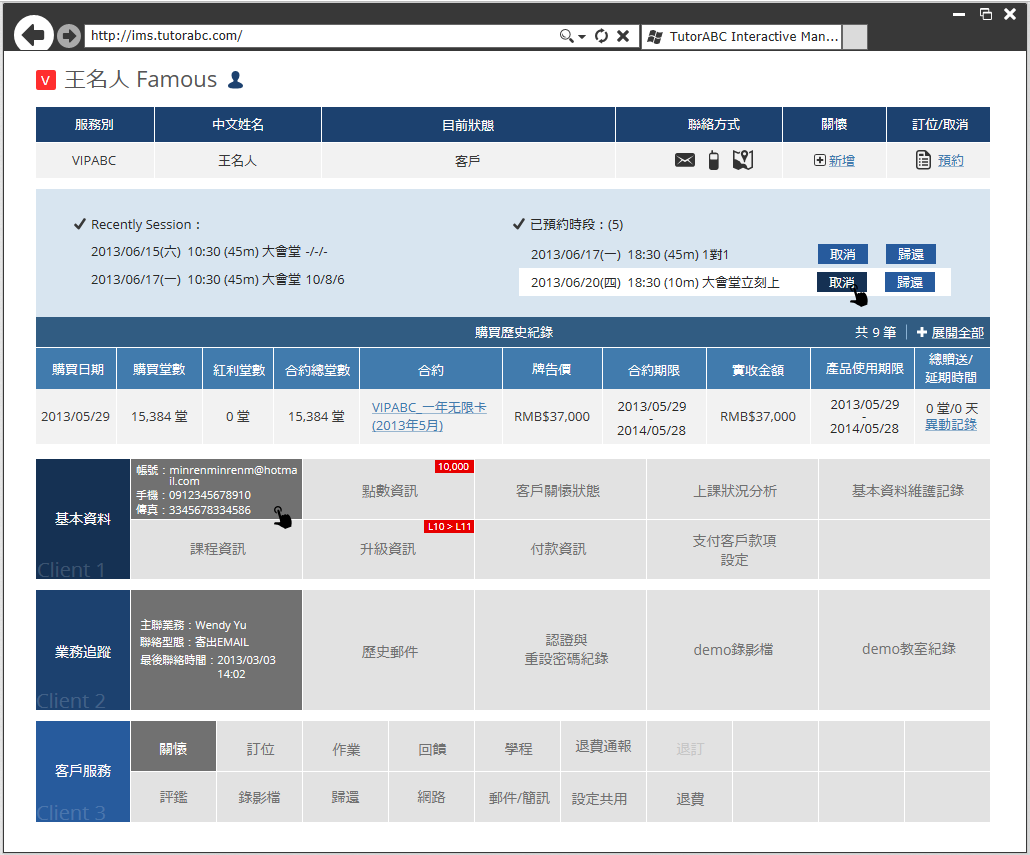 http://ims.tutorabc.com/
TutorABC Interactive Man...
V 王名人 Famous
服務別 中文姓名 目前狀態 聯絡方式 關懷 訂位/取消
VIPABC 王名人 客戶 新增 預約
Recently Session：
2013/06/15(六) 10:30 (45m) 大會堂 -/-/-
2013/06/17(一) 10:30 (45m) 大會堂 10/8/6
已預約時段：(5)
2013/06/17(一) 18:30 (45m) 1對1 取消 歸還
2013/06/20(四) 18:30 (10m) 大會堂立刻上 取消 歸還
購買歷史紀錄 共 9 筆 展開全部
購買日期 購買堂數 紅利堂數 合約總堂數 合約 牌告價 合約期限 實收金額 產品使用期限 總贈送/
延期時間
2013/05/29 15,384 堂 0 堂 15,384 堂 VIPABC_一年无限卡
(2013年5月)
RMB$37,000
2013/05/29
-
2014/05/28
RMB$37,000
2013/05/29
-
2014/05/28
0 堂/0 天
異動記錄
基本資料
Client 1
帳號：minrenminrenm@hotma
il.com
手機：0912345678910
傳真：3345678334586
10,000
點數資訊
客戶關懷狀態
上課狀況分析
基本資料維護記錄
課程資訊
L10 > L11
升級資訊
付款資訊
支付客戶款項
設定
業務追蹤
Client 2
主聯業務：Wendy Yu
聯絡型態：寄出EMAIL
最後聯絡時間：2013/03/03
14:02
歷史郵件
認證與
重設密碼紀錄
demo錄影檔
demo教室紀錄
客戶服務
Client 3
關懷 訂位 作業 回饋 學程 退費通報 退訂
評鑑 錄影檔 歸還 網路 郵件/簡訊 設定共用 退費